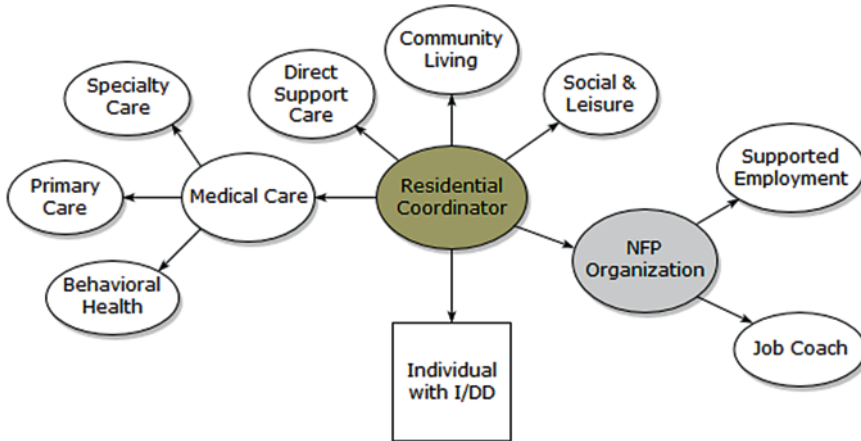 Community
Living
Specialty
Care
Direct
Support
Care
Social &
Leisure
Supported
Employment
Primary
Care
Medical Care
Residential
Coordinator
NFP
Organization
Behavioral
Health
Job Coach
Individual
with I/DD